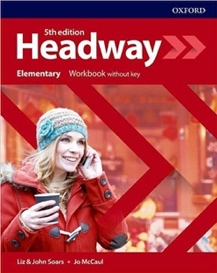 OXFORD
5th edition
Headway
Elementary Workbook without key
Liz & John Soars • Jo McCaul